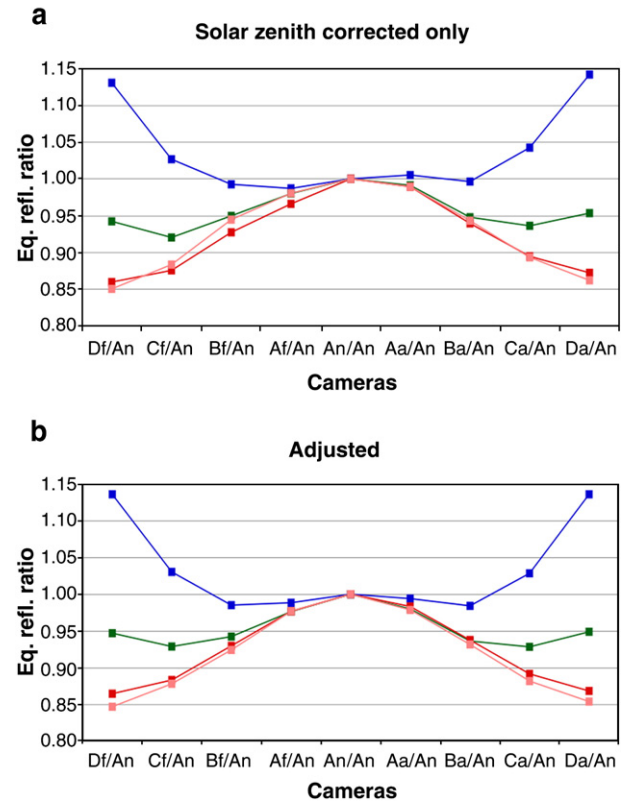 a
Solar zenith corrected only
Eq. refl. ratio
1.15
1.10
1.05
1.00
0.95
0.90
0.85
0.80
Df/An Cf/An Bf/An Af/An An/An Aa/An Ba/An Ca/An Da/An
Cameras
b
Adjusted
Eq. refl. ratio
1.15
1.10
1.05
1.00
0.95
0.90
0.85
0.80
Df/An Cf/An Bf/An Af/An An/An Aa/An Ba/An Ca/An Da/An
Cameras